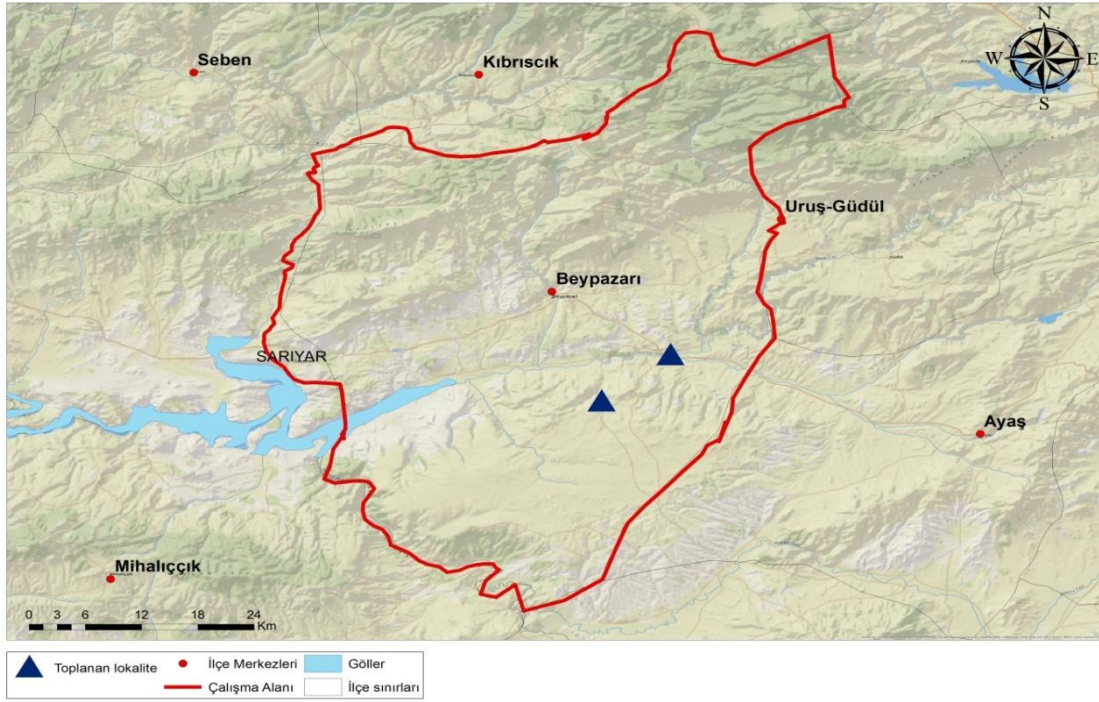 N
W E
S
Seben
Kıbrıscık
Uruş-Güdül
Beypazarı
SARIYAR
Ayaş
Mihalıççık
0 3 6 12 18 24
Km
Toplanan lokalite
İlçe Merkezleri
Göller
Çalışma Alanı
İlçe sınırları